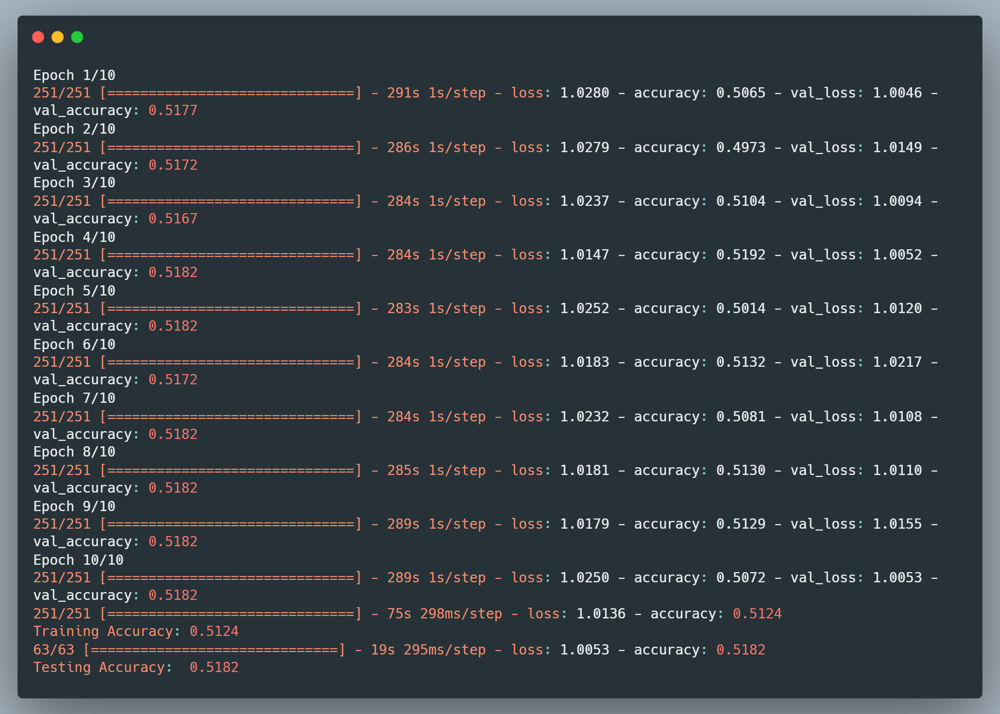 Epoch 1/10
251/251 [==============================] - 291s 1s/step - loss: 1.0280 - accuracy: 0.5065 - val_loss: 1.0046 -
val_accuracy: 0.5177
Epoch 2/10
251/251 [==============================] - 286s 1s/step - loss: 1.0279 - accuracy: 0.4973 - val_loss: 1.0149 -
val_accuracy: 0.5172
Epoch 3/10
251/251 [==============================] - 284s 1s/step - loss: 1.0237 - accuracy: 0.5104 - val_loss: 1.0094 -
val_accuracy: 0.5167
Epoch 4/10
251/251 [==============================] - 284s 1s/step - loss: 1.0147 - accuracy: 0.5192 - val_loss: 1.0052 -
val_accuracy: 0.5182
Epoch 5/10
251/251 [==============================] - 283s 1s/step - loss: 1.0252 - accuracy: 0.5014 - val_loss: 1.0120 -
val_accuracy: 0.5182
Epoch 6/10
251/251 [==============================] - 284s 1s/step - loss: 1.0183 - accuracy: 0.5132 - val_loss: 1.0217 -
val_accuracy: 0.5172
Epoch 7/10
251/251 [==============================] - 284s 1s/step - loss: 1.0232 - accuracy: 0.5081 - val_loss: 1.0108 -
val_accuracy: 0.5182
Epoch 8/10
251/251 [==============================] - 285s 1s/step - loss: 1.0181 - accuracy: 0.5130 - val_loss: 1.0110 -
val_accuracy: 0.5182
Epoch 9/10
251/251 [==============================] - 289s 1s/step - loss: 1.0179 - accuracy: 0.5129 - val_loss: 1.0155 -
val_accuracy: 0.5182
Epoch 10/10
251/251 [==============================] - 289s 1s/step - loss: 1.0250 - accuracy: 0.5072 - val_loss: 1.0053 -
val_accuracy: 0.5182
251/251 [==============================] - 75s 298ms/step - loss: 1.0136 - accuracy: 0.5124
Training Accuracy: 0.5124
63/63 [==============================] - 19s 295ms/step - loss: 1.0053 - accuracy: 0.5182
Testing Accuracy:  0.5182